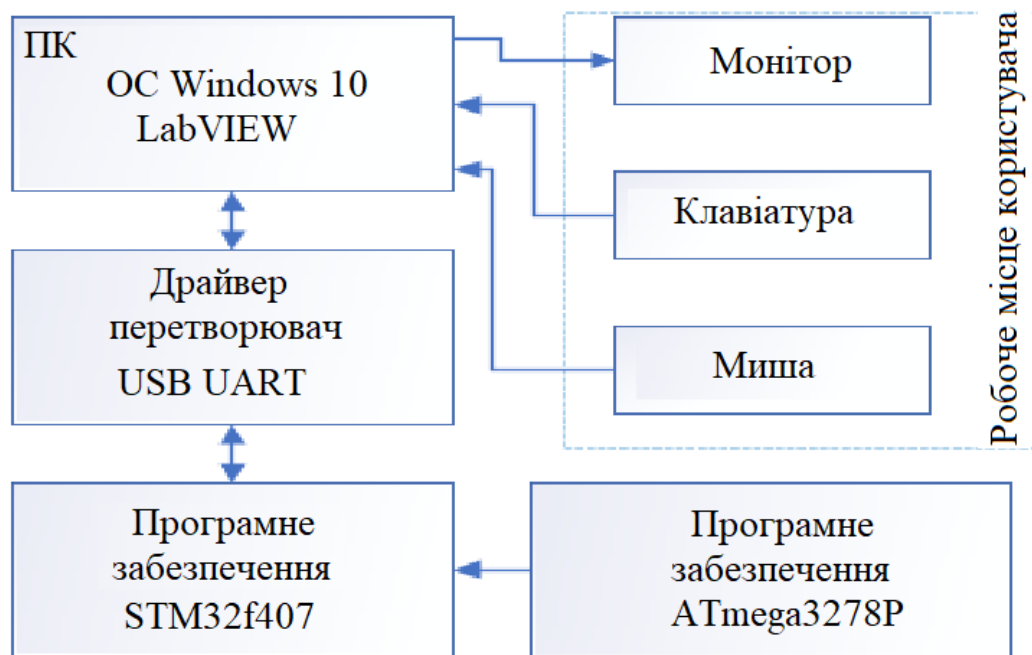 ПК
ОС Windows 10
LabVIEW
Монітор
Клавіатура
Миша
Робоче місце користувача
Драйвер
перетворювач
USB UART
Програмне
забезпечення
STM32f407
Програмне
забезпечення
ATmega3278P